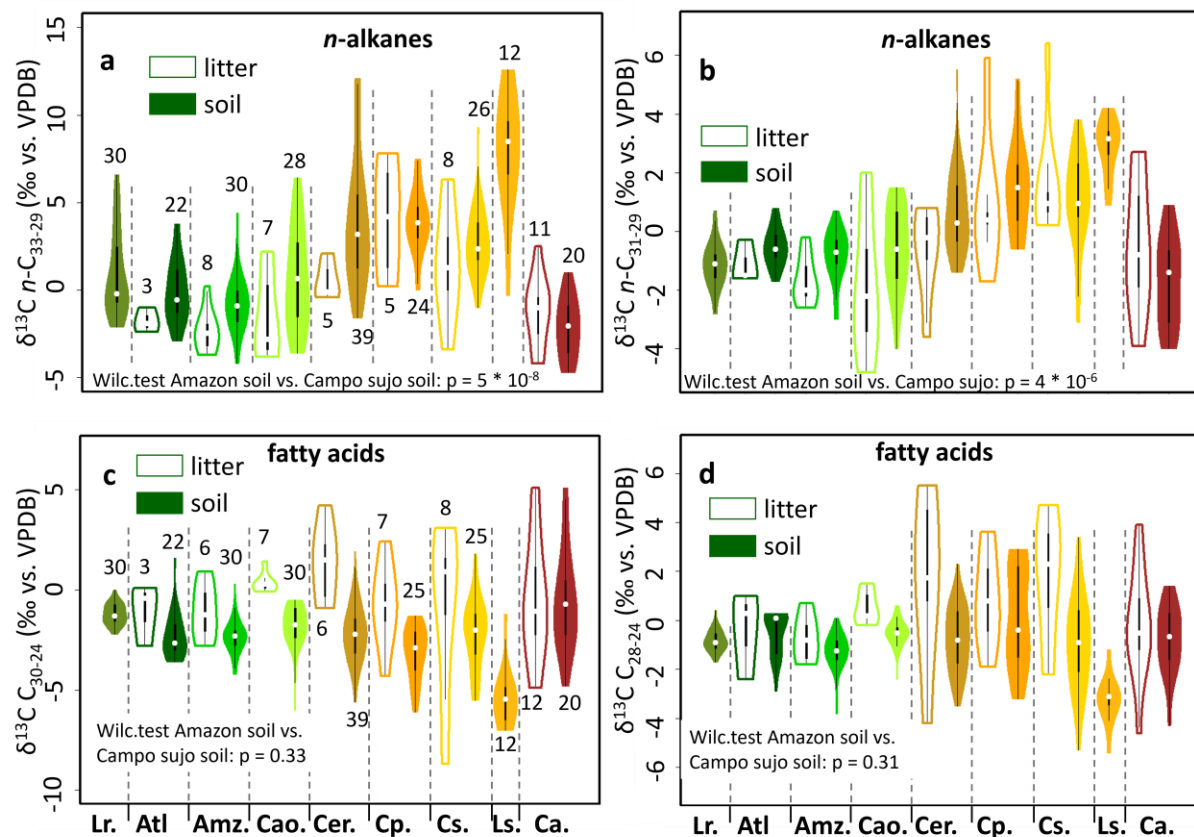 n-alkanes
a
litter
soil
δ¹³C n-C₃₃₋₂₉ (‰ vs. VPDB)
15
10
5
0
-5
30
3
22
8
30
7
28
5
39
5
24
8
26
12
11
20
Wilc.test Amazon soil vs. Campo sujo soil: p = 5 * 10⁻⁸
n-alkanes
b
litter
soil
δ¹³C n-C₃₁₋₂₉ (‰ vs. VPDB)
6
4
2
0
-2
-4
Wilc.test Amazon soil vs. Campo sujo: p = 4 * 10⁻⁶
fatty acids
c
litter
soil
δ¹³C C₃₀₋₂₄ (‰ vs. VPDB)
5
0
-5
-10
30
3
22
6
30
7
30
6
39
7
25
8
25
12
12
20
Wilc.test Amazon soil vs.
Campo sujo soil: p = 0.33
Lr. Atl Amz. Cao. Cer. Cp. Cs. Ls. Ca.
fatty acids
d
litter
soil
δ¹³C C₂₈₋₂₄ (‰ vs. VPDB)
6
4
2
0
-2
-4
-6
Wilc.test Amazon soil vs.
Campo sujo soil: p = 0.31
Lr. Atl Amz. Cao. Cer. Cp. Cs. Ls. Ca.